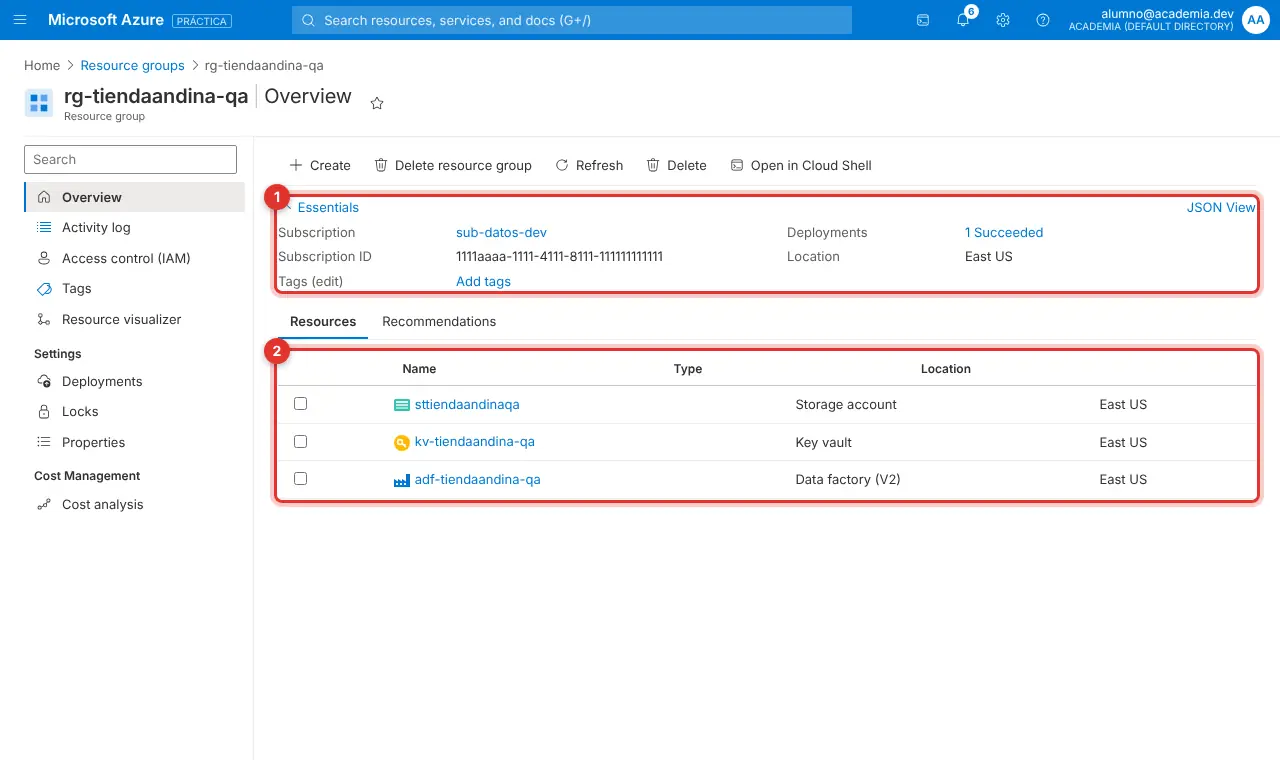 Microsoft Azure PRÁCTICA Search resources, services, and docs (G+/) 6 alumno@academia.dev
ACADEMIA (DEFAULT DIRECTORY) AA
Home > Resource groups > rg-tiendaandina-qa
rg-tiendaandina-qa | Overview
Resource group
Search
Overview
Activity log
Access control (IAM)
Tags
Resource visualizer
Settings
Deployments
Locks
Properties
Cost Management
Cost analysis
Create Delete resource group Refresh Delete Open in Cloud Shell
1
Essentials JSON View
Subscription sub-datos-dev Deployments 1 Succeeded
Subscription ID 1111aaaa-1111-4111-8111-111111111111 Location East US
Tags (edit) Add tags
Resources Recommendations
2
Name Type Location
sttiendaandinaqa Storage account East US
kv-tiendaandina-qa Key vault East US
adf-tiendaandina-qa Data factory (V2) East US